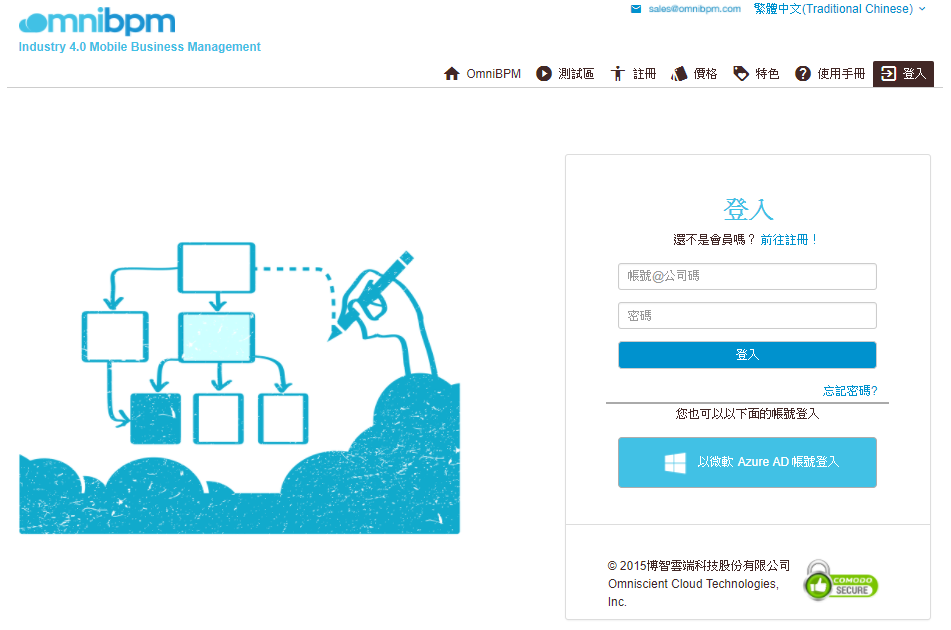 omnibpm
Industry 4.0 Mobile Business Management
sales@omnibpm.com 繁體中文(Traditional Chinese)
OmniBPM 測試區 註冊 價格 特色 使用手冊 登入
登入
還不是會員嗎？ 前往註冊！
帳號@公司碼
密碼
登入
忘記密碼?
您也可以以下面的帳號登入
以微軟 Azure AD 帳號登入
© 2015博智雲端科技股份有限公司
Omniscient Cloud Technologies,
Inc.
COMODO
SECURE